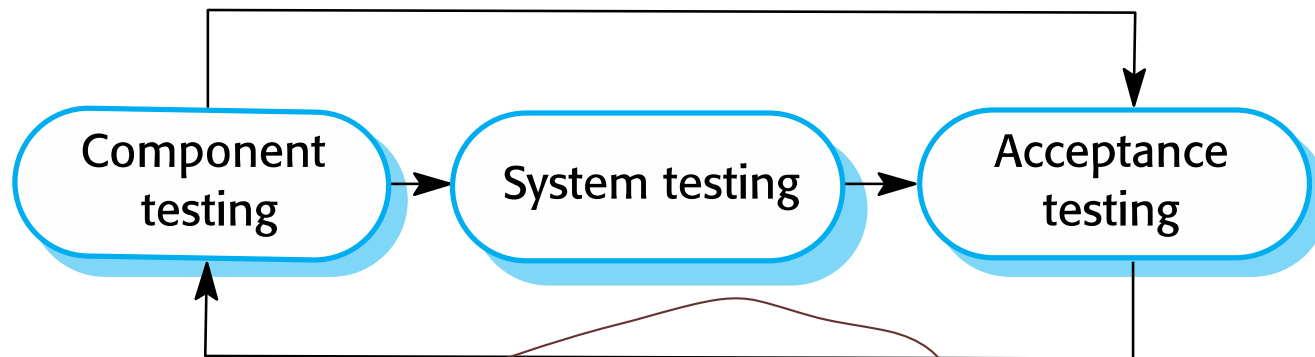 Component
testing
System testing
Acceptance
testing